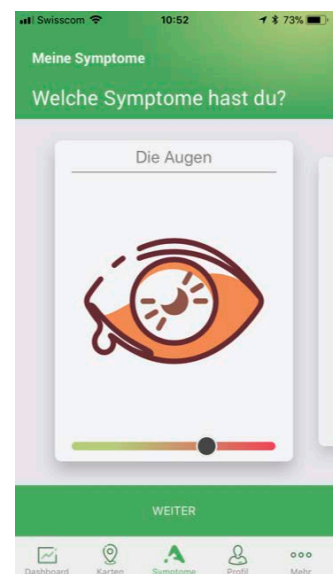 Swisscom 10:52 73%
Meine Symptome
Welche Symptome hast du?
Die Augen
WEITER
Dashboard Karten Symptome Profil Mehr